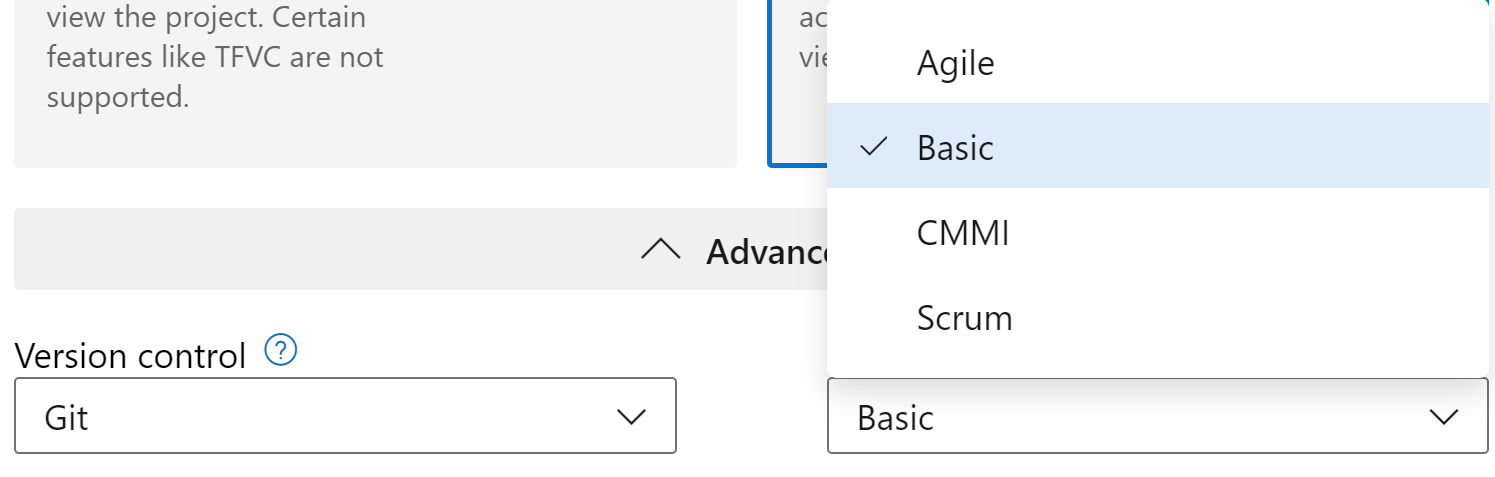 view the project. Certain
features like TFVC are not
supported.
Agile
Basic
CMMI
Scrum
Version control
Git
Basic